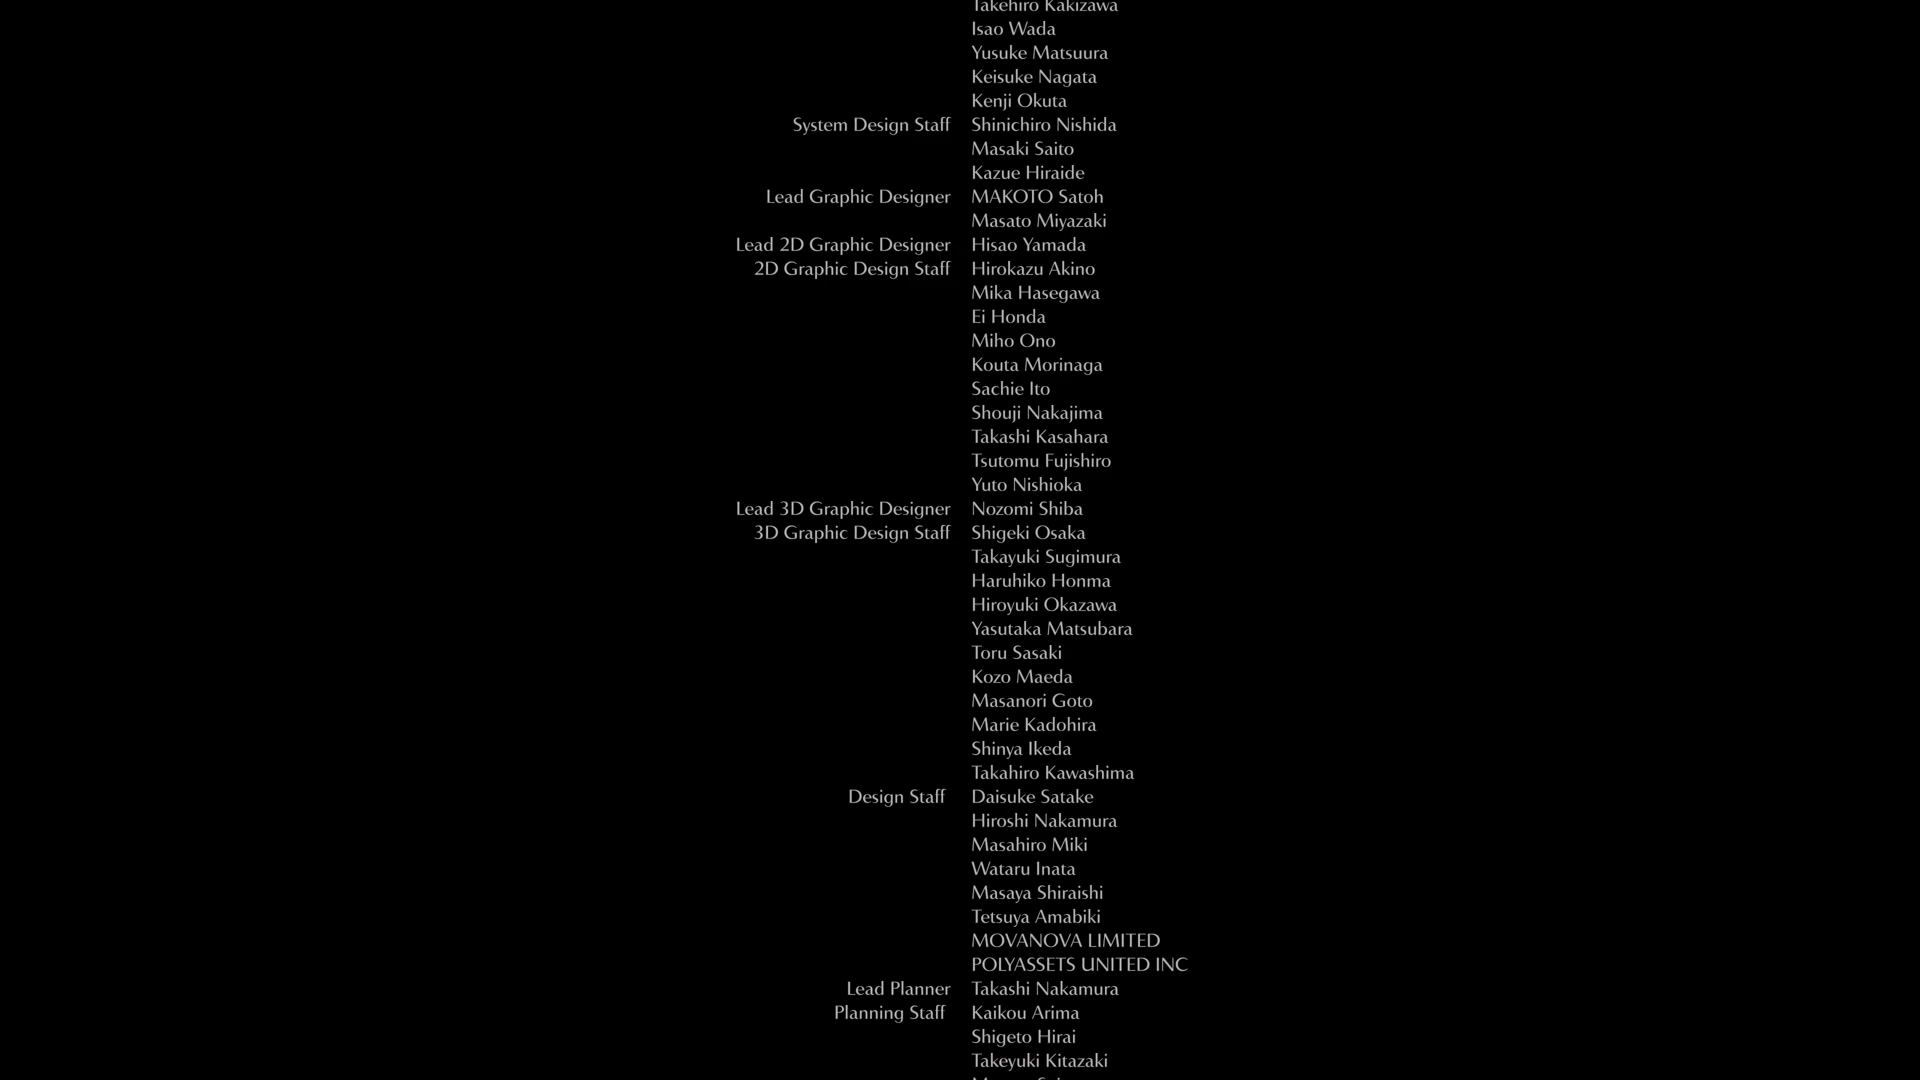 Takehiro Kakizawa
Isao Wada
Yusuke Matsuura
Keisuke Nagata
Kenji Okuta
System Design Staff Shinichiro Nishida
Masaki Saito
Kazue Hiraide
Lead Graphic Designer MAKOTO Satoh
Masato Miyazaki
Lead 2D Graphic Designer Hisao Yamada
2D Graphic Design Staff Hirokazu Akino
Mika Hasegawa
Ei Honda
Miho Ono
Kouta Morinaga
Sachie Ito
Shouji Nakajima
Takashi Kasahara
Tsutomu Fujishiro
Yuto Nishioka
Lead 3D Graphic Designer Nozomi Shiba
3D Graphic Design Staff Shigeki Osaka
Takayuki Sugimura
Haruhiko Honma
Hiroyuki Okazawa
Yasutaka Matsubara
Toru Sasaki
Kozo Maeda
Masanori Goto
Marie Kadohira
Shinya Ikeda
Takahiro Kawashima
Design Staff Daisuke Satake
Hiroshi Nakamura
Masahiro Miki
Wataru Inata
Masaya Shiraishi
Tetsuya Amabiki
MOVANOVA LIMITED
POLYASSETS UNITED INC
Lead Planner Takashi Nakamura
Planning Staff Kaikou Arima
Shigeto Hirai
Takeyuki Kitazaki